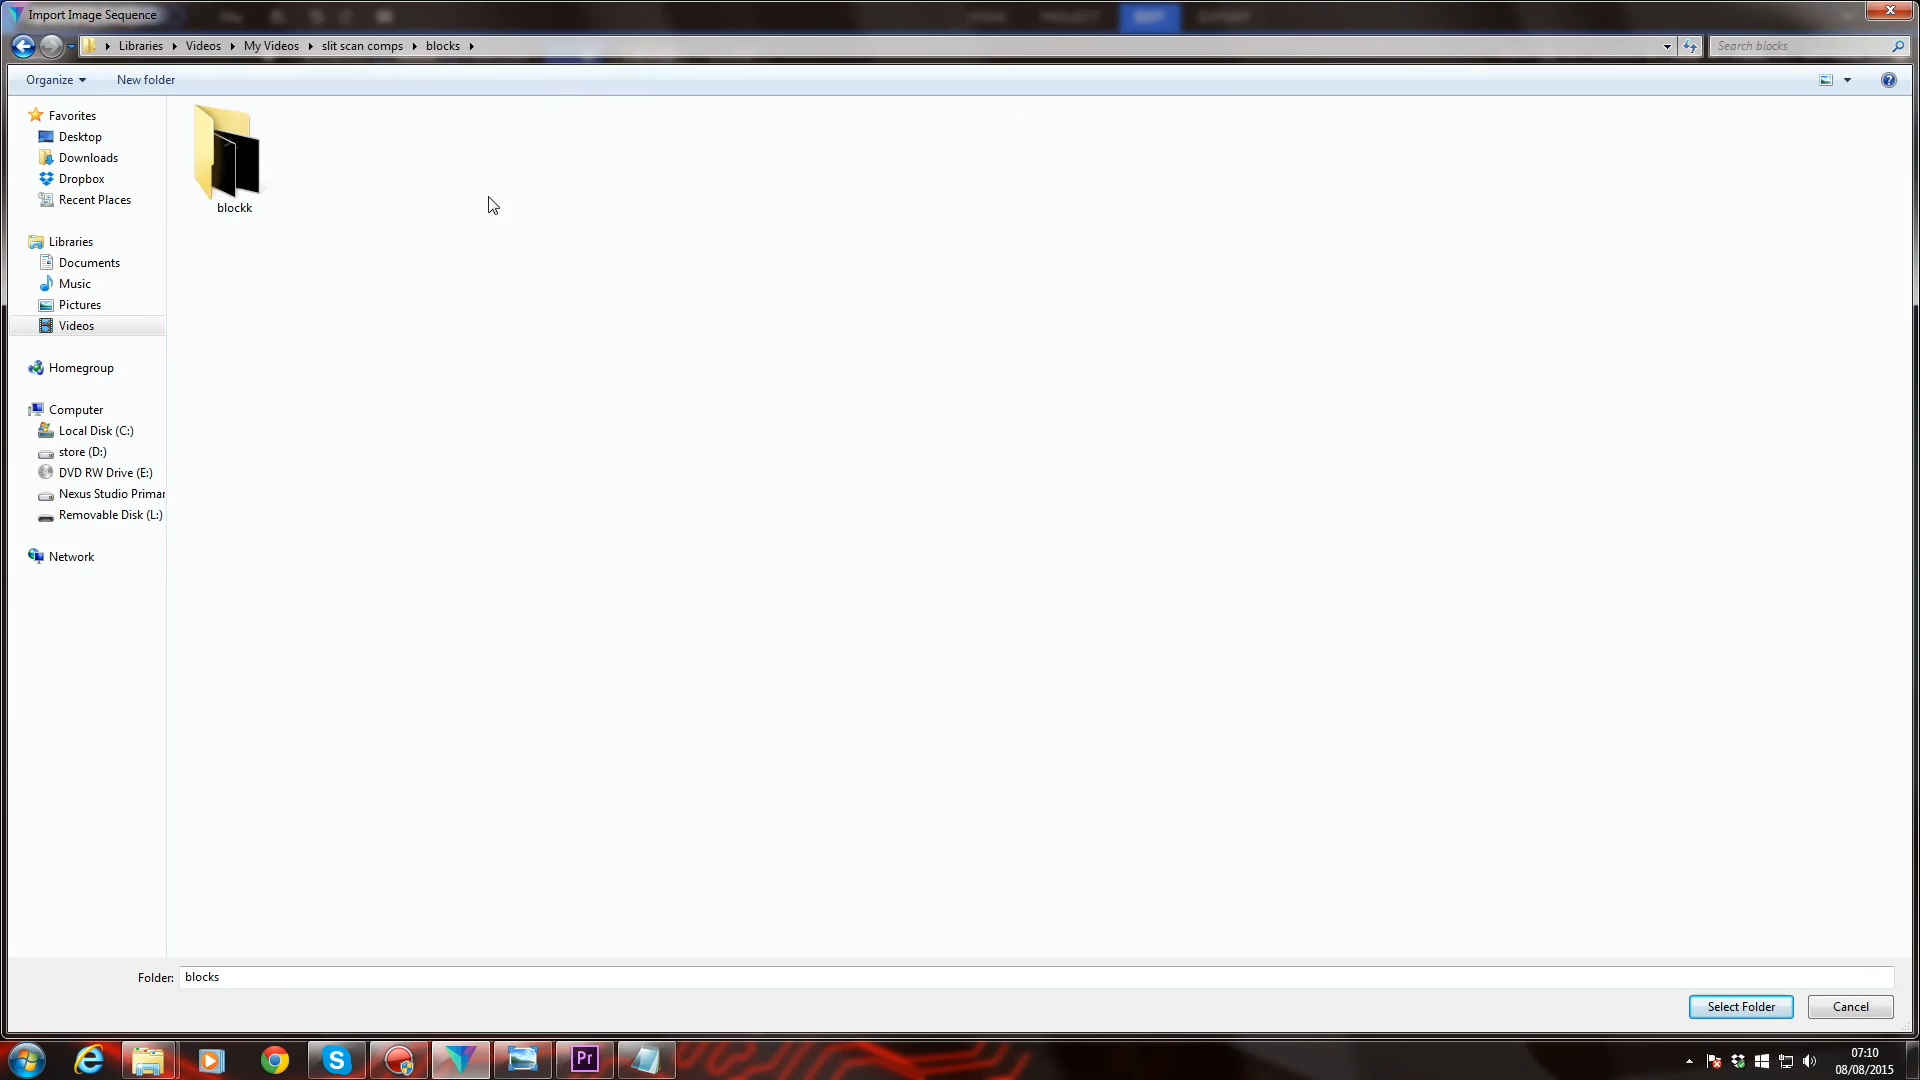 Import Image Sequence
Libraries Videos My Videos slit scan comps blocks
Search blocks
Organize New folder
Favorites
Desktop
Downloads
Dropbox
Recent Places
Libraries
Documents
Music
Pictures
Videos
Homegroup
Computer
Local Disk (C:)
store (D:)
DVD RW Drive (E:)
Nexus Studio Primar
Removable Disk (L:)
Network
blockk
Folder: blocks
Select Folder Cancel
Pr
07:10
08/08/2015